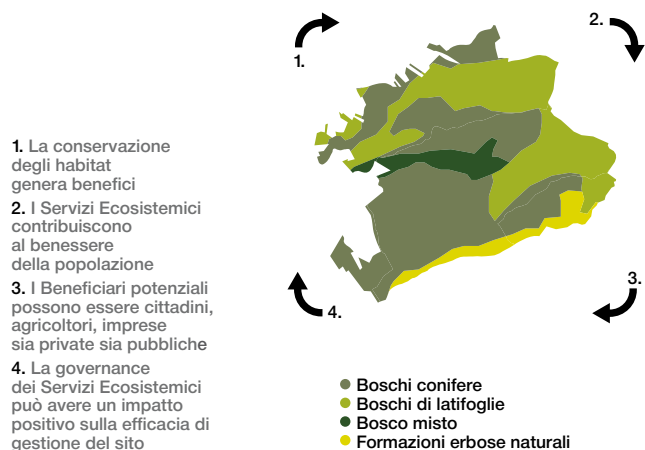 1.
2.
1. La conservazione
degli habitat
genera benefici
2. I Servizi Ecosistemici
contribuiscono
al benessere
della popolazione
3. I Beneficiari potenziali
possono essere cittadini,
agricoltori, imprese
sia private sia pubbliche
4. La governance
dei Servizi Ecosistemici
può avere un impatto
positivo sulla efficacia di
gestione del sito
3.
4.
Boschi conifere
Boschi di latifoglie
Bosco misto
Formazioni erbose naturali